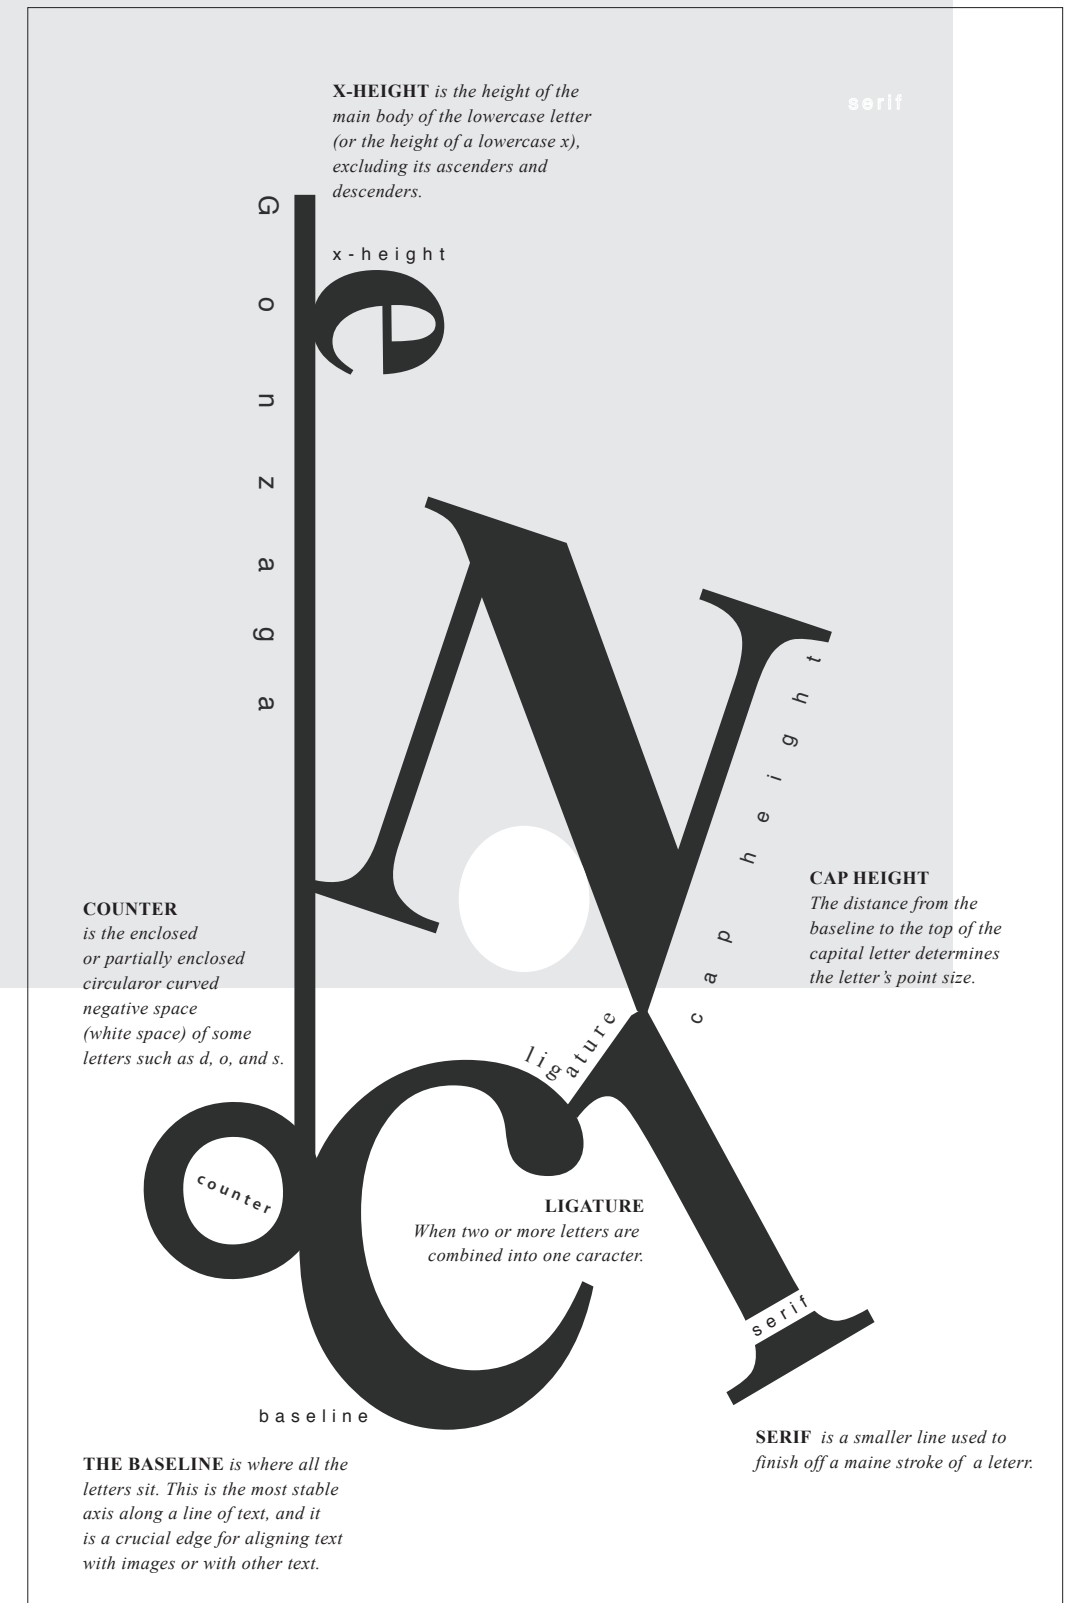 X-HEIGHT is the height of the
main body of the lowercase letter
(or the height of a lowercase x),
excluding its ascenders and
descenders.
serif
Gonzaga
x-height
e
N
cap height
CAP HEIGHT
The distance from the
baseline to the top of the
capital letter determines
the letter’s point size.
COUNTER
is the enclosed
or partially enclosed
circularor curved
negative space
(white space) of some
letters such as d, o, and s.
ligature
o
counter
C
LIGATURE
When two or more letters are
combined into one caracter.
serif
baseline
THE BASELINE is where all the
letters sit. This is the most stable
axis along a line of text, and it
is a crucial edge for aligning text
with images or with other text.
SERIF is a smaller line used to
finish off a maine stroke of a leterr.